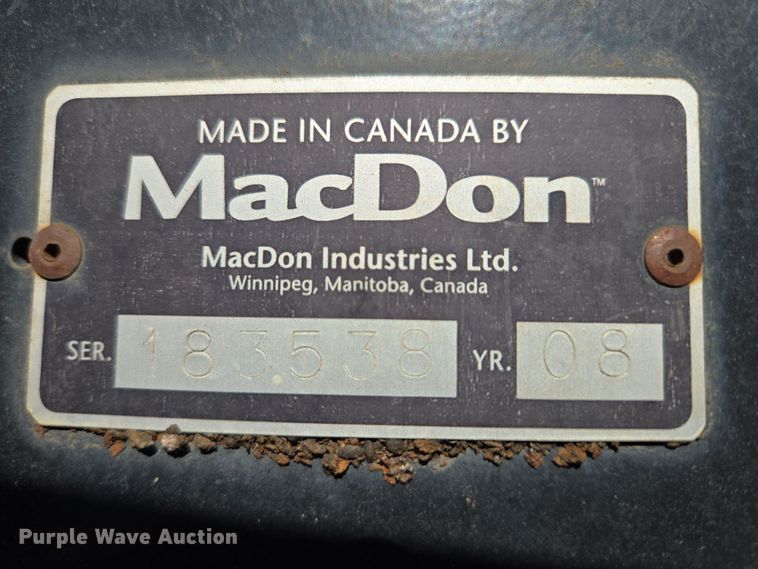 MADE IN CANADA BY
MacDon™
MacDon Industries Ltd.
Winnipeg, Manitoba, Canada
SER. 183538 YR. 08
Purple Wave Auction